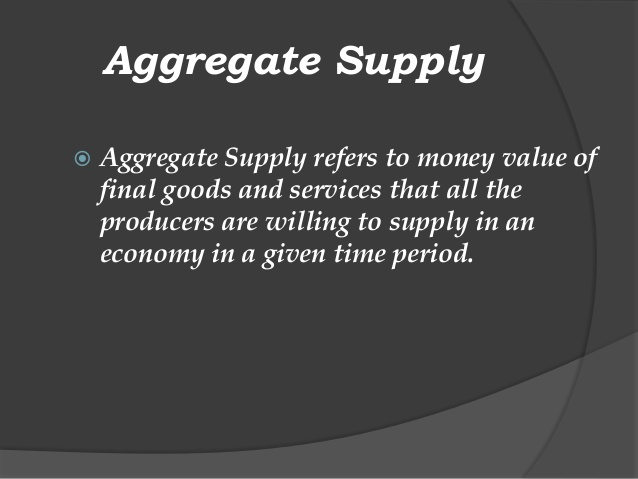 Aggregate Supply
Aggregate Supply refers to money value of
final goods and services that all the
producers are willing to supply in an
economy in a given time period.